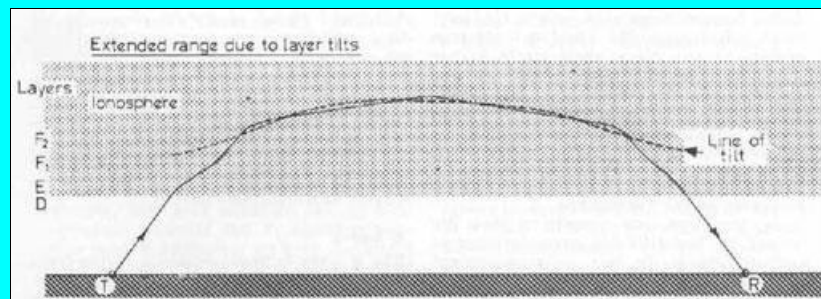 Extended range due to layer tilts
Layers
Ionosphere
F₂
F₁
E
D
Line of
tilt
T
R